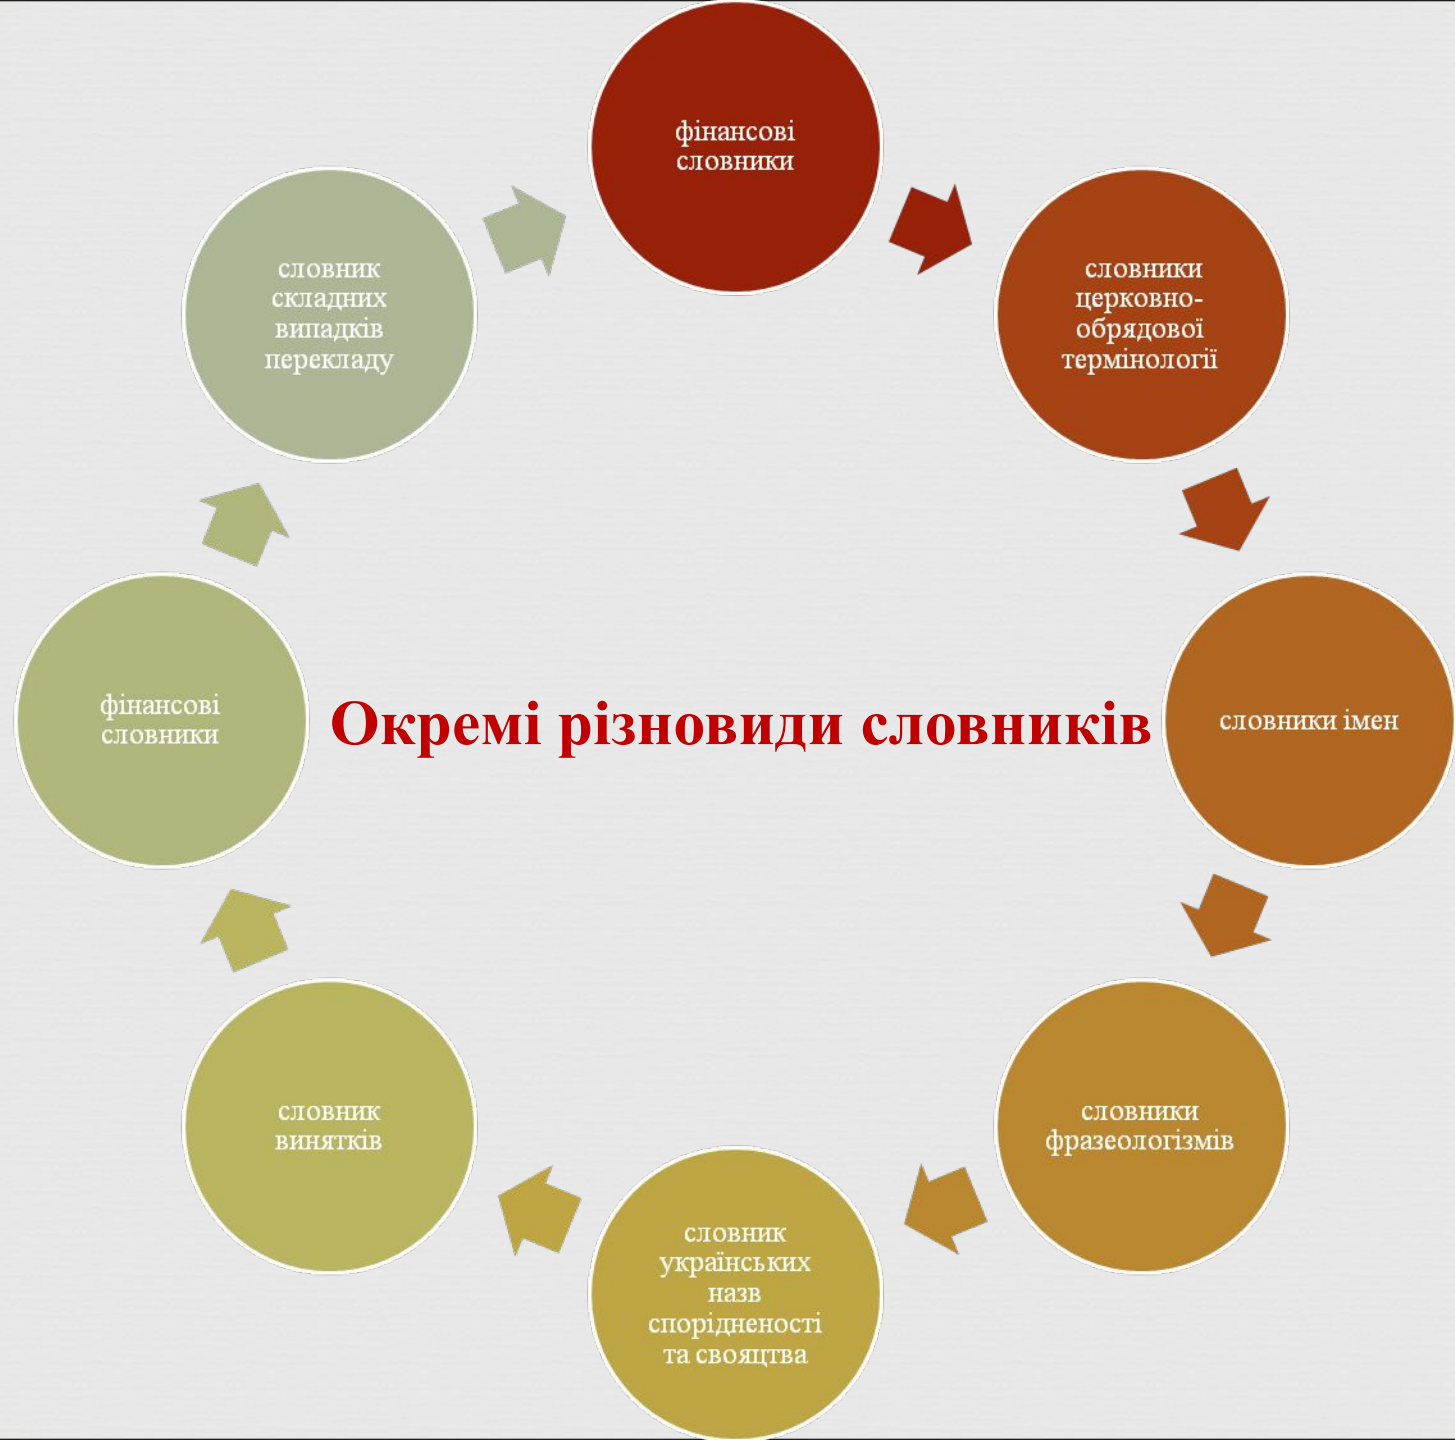 фінансові
словники
словники
церковно-
обрядової
термінології
словники імен
словники
фразеологізмів
словник
українських
назв
спорідненості
та свояцтва
словник
винятків
фінансові
словники
словник
складних
випадків
перекладу
Окремі різновиди словників